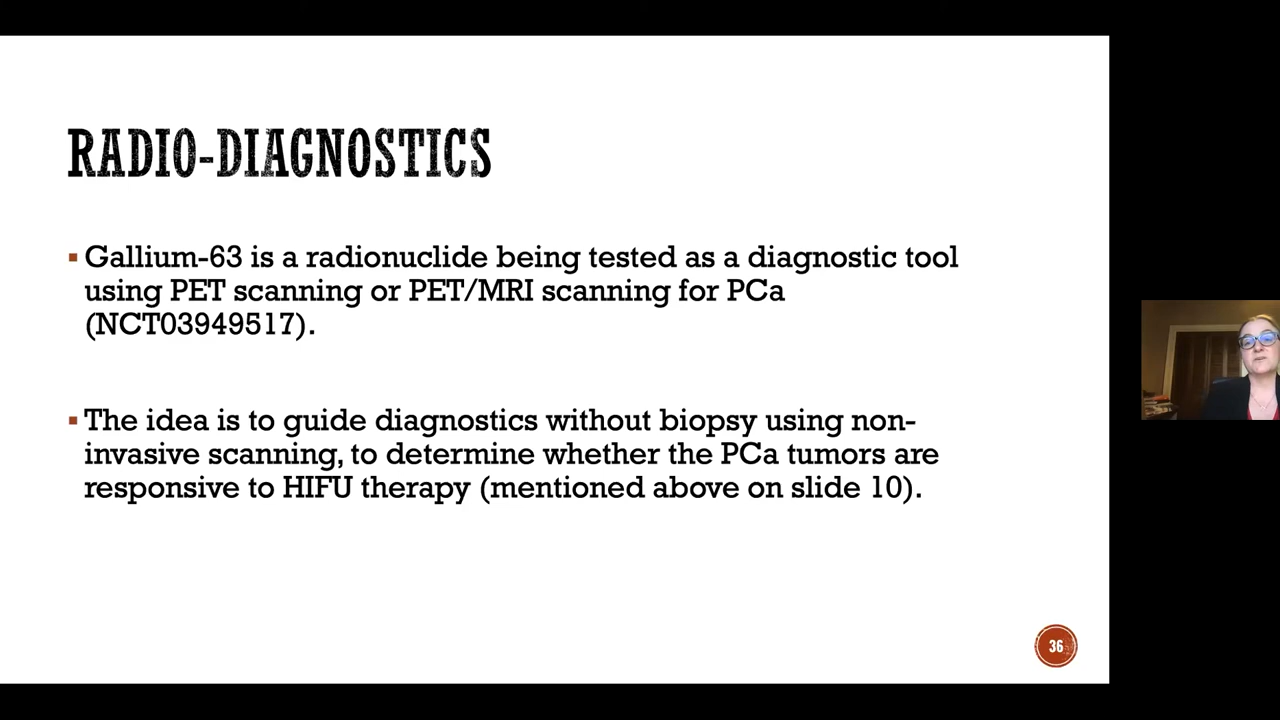 RADIO-DIAGNOSTICS
Gallium-63 is a radionuclide being tested as a diagnostic tool
using PET scanning or PET/MRI scanning for PCa
(NCT03949517).
The idea is to guide diagnostics without biopsy using non-
invasive scanning, to determine whether the PCa tumors are
responsive to HIFU therapy (mentioned above on slide 10).
36